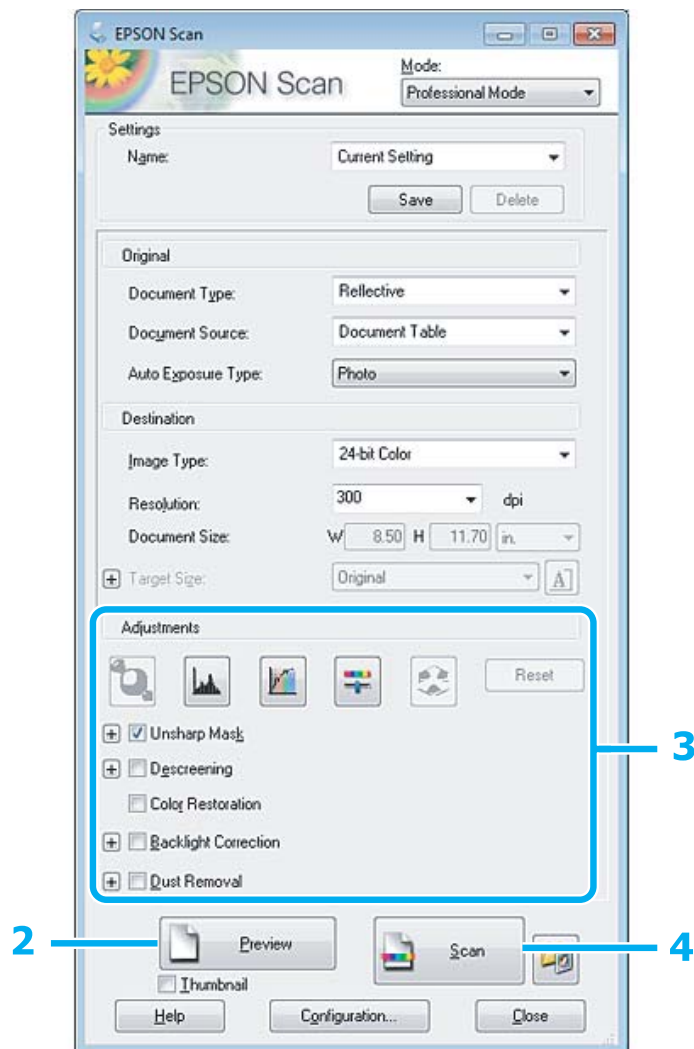 EPSON Scan
EPSON Scan
Mode:
Professional Mode
Settings
Name:
Current Setting
Save
Delete
Original
Document Type:
Reflective
Document Source:
Document Table
Auto Exposure Type:
Photo
Destination
Image Type:
24-bit Color
Resolution:
300
dpi
Document Size:
W 8.50 H 11.70 in.
Target Size:
Original
A
Adjustments
Reset
Unsharp Mask
3
Descreening
Color Restoration
Backlight Correction
Dust Removal
2
Preview
Scan
4
Thumbnail
Help
Configuration...
Close